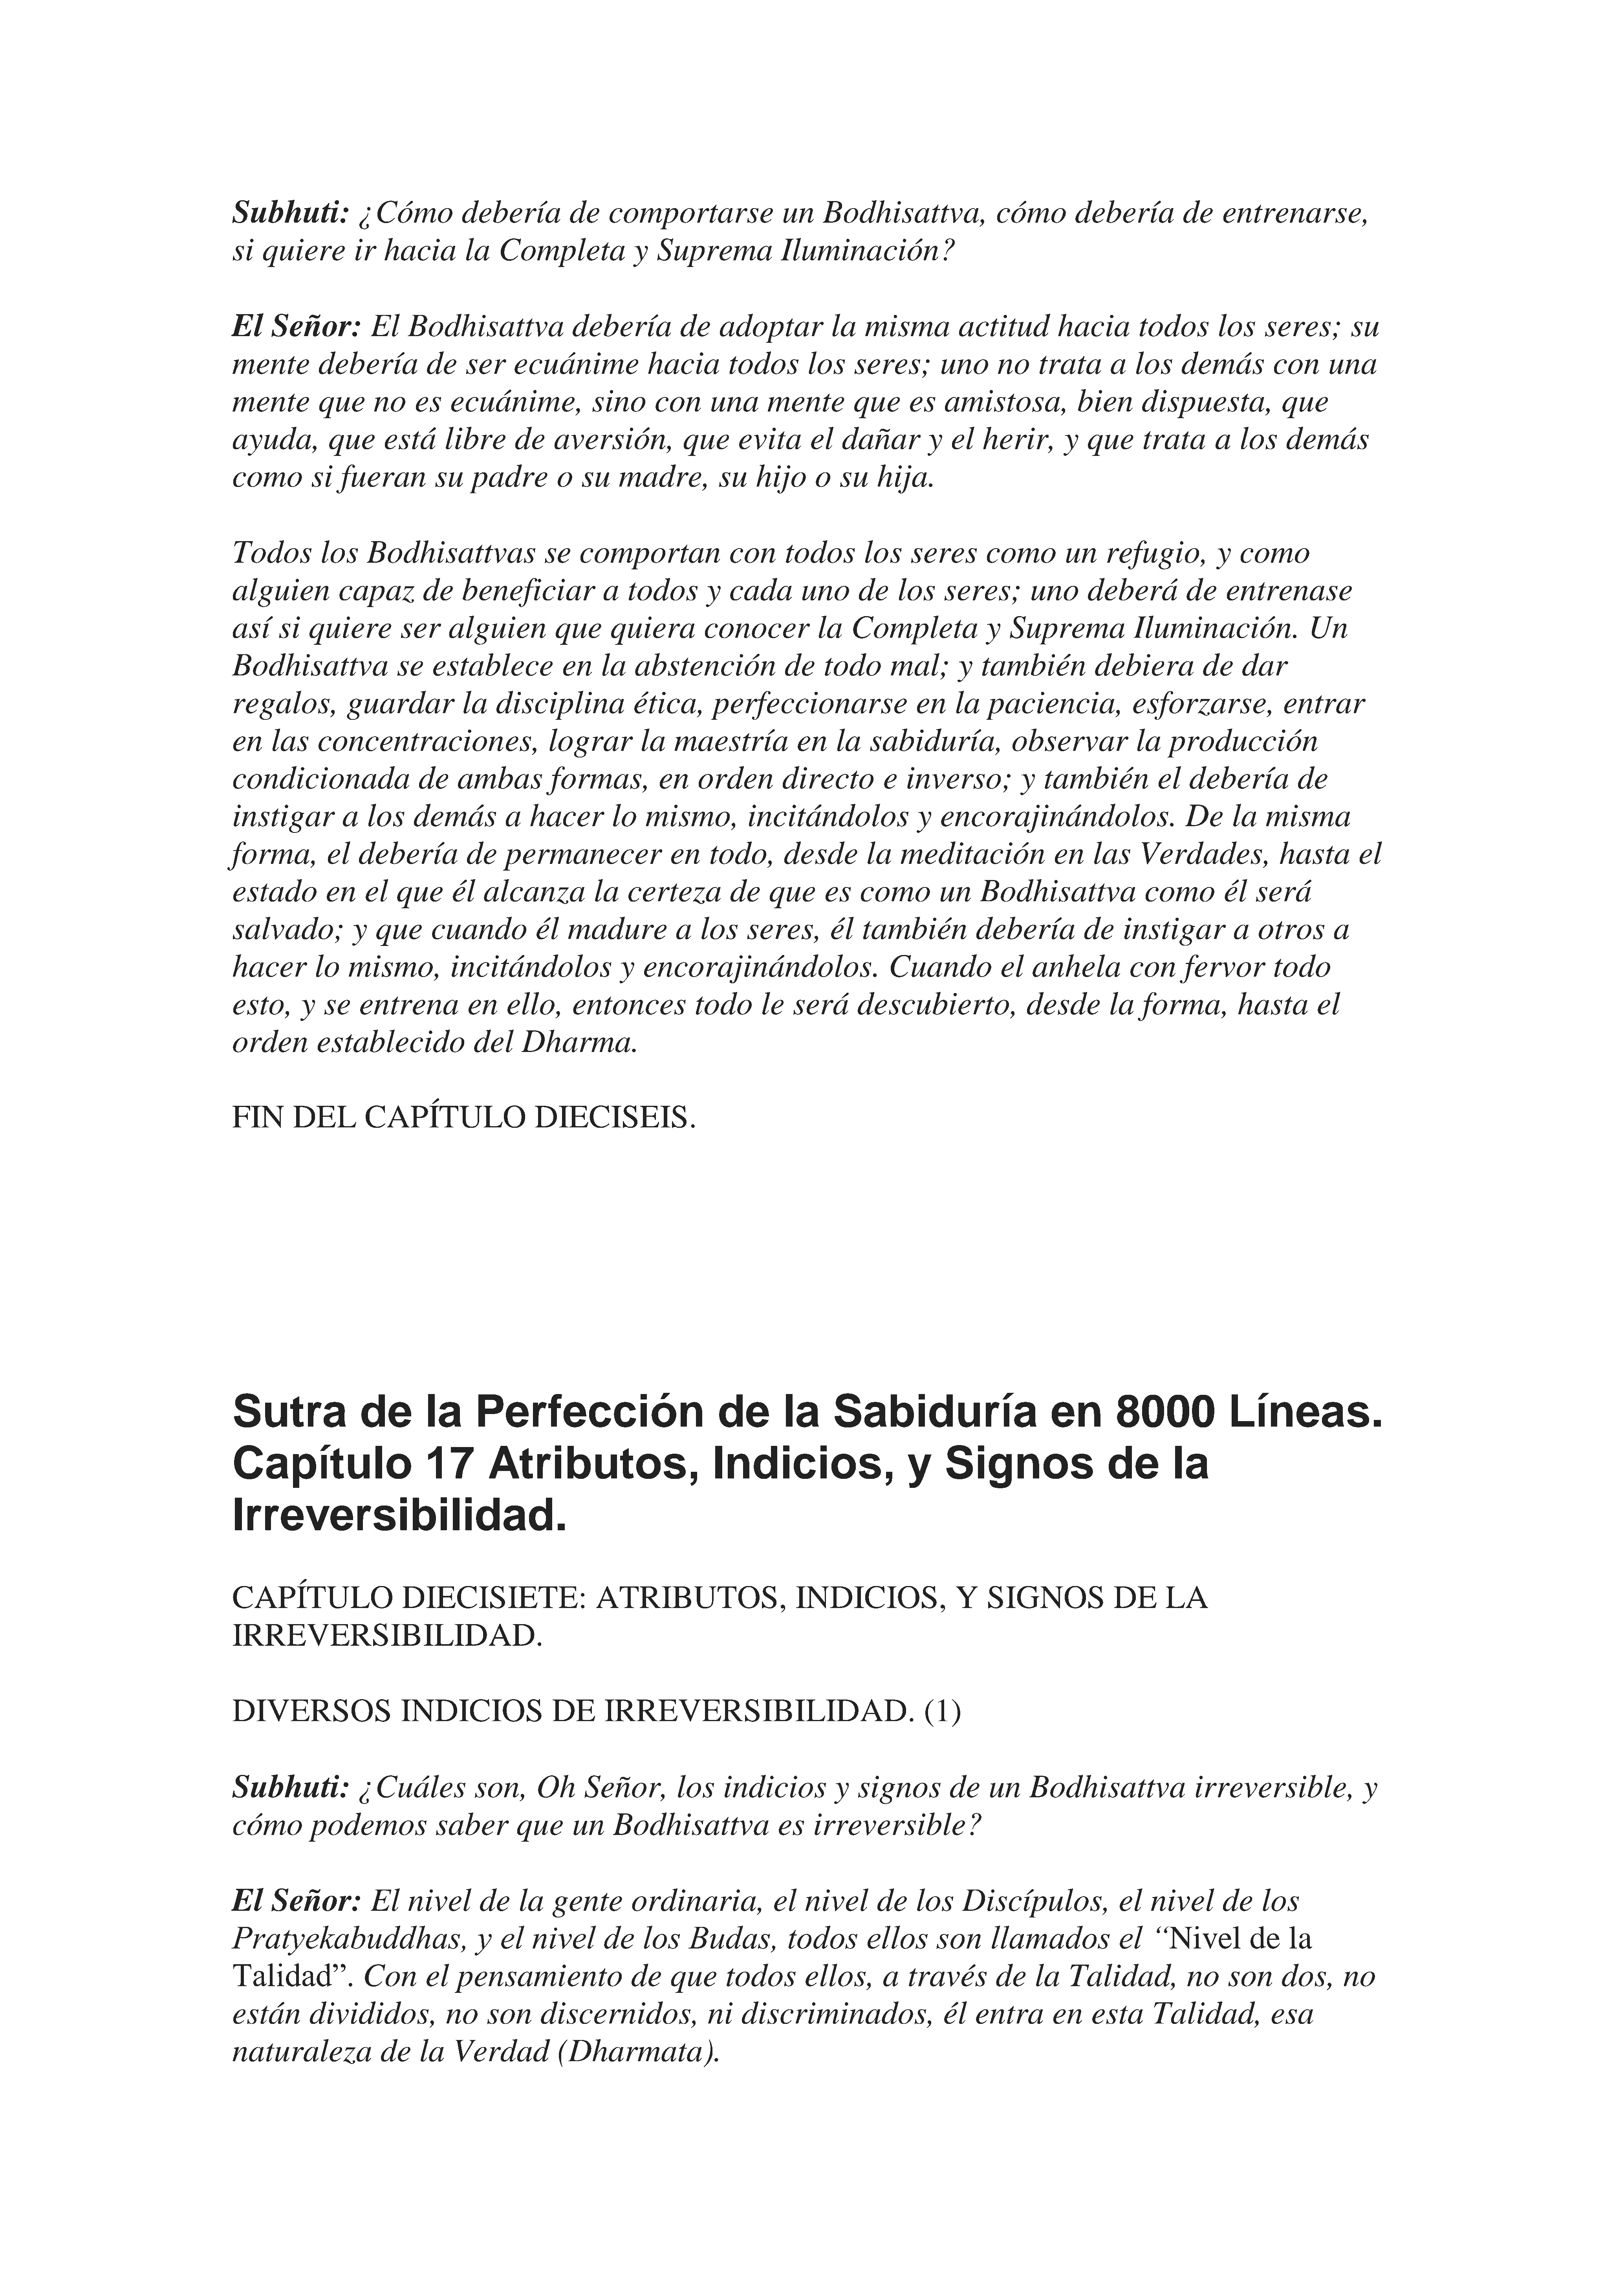 Subhuti: ¿Cómo debería de comportarse un Bodhisattva, cómo debería de entrenarse,
si quiere ir hacia la Completa y Suprema Iluminación?
El Señor: El Bodhisattva debería de adoptar la misma actitud hacia todos los seres; su
mente debería de ser ecuánime hacia todos los seres; uno no trata a los demás con una
mente que no es ecuánime, sino con una mente que es amistosa, bien dispuesta, que
ayuda, que está libre de aversión, que evita el dañar y el herir, y que trata a los demás
como si fueran su padre o su madre, su hijo o su hija.
Todos los Bodhisattvas se comportan con todos los seres como un refugio, y como
alguien capaz de beneficiar a todos y cada uno de los seres; uno deberá de entrenase
así si quiere ser alguien que quiera conocer la Completa y Suprema Iluminación. Un
Bodhisattva se establece en la abstención de todo mal; y también debiera de dar
regalos, guardar la disciplina ética, perfeccionarse en la paciencia, esforzarse, entrar
en las concentraciones, lograr la maestría en la sabiduría, observar la producción
condicionada de ambas formas, en orden directo e inverso; y también el debería de
instigar a los demás a hacer lo mismo, incitándolos y encorajinándolos. De la misma
forma, el debería de permanecer en todo, desde la meditación en las Verdades, hasta el
estado en el que él alcanza la certeza de que es como un Bodhisattva como él será
salvado; y que cuando él madure a los seres, él también debería de instigar a otros a
hacer lo mismo, incitándolos y encorajinándolos. Cuando el anhela con fervor todo
esto, y se entrena en ello, entonces todo le será descubierto, desde la forma, hasta el
orden establecido del Dharma.
FIN DEL CAPÍTULO DIECISEIS.
Sutra de la Perfección de la Sabiduría en 8000 Líneas.
Capítulo 17 Atributos, Indicios, y Signos de la
Irreversibilidad.
CAPÍTULO DIECISIETE: ATRIBUTOS, INDICIOS, Y SIGNOS DE LA
IRREVERSIBILIDAD.
DIVERSOS INDICIOS DE IRREVERSIBILIDAD. (1)
Subhuti: ¿Cuáles son, Oh Señor, los indicios y signos de un Bodhisattva irreversible, y
cómo podemos saber que un Bodhisattva es irreversible?
El Señor: El nivel de la gente ordinaria, el nivel de los Discípulos, el nivel de los
Pratyekabuddhas, y el nivel de los Budas, todos ellos son llamados el “Nivel de la
Talidad”. Con el pensamiento de que todos ellos, a través de la Talidad, no son dos, no
están divididos, no son discernidos, ni discriminados, él entra en esta Talidad, esa
naturaleza de la Verdad (Dharmata).